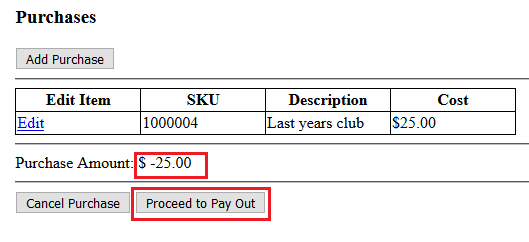 Purchases
Add Purchase
Edit Item SKU Description Cost
Edit 1000004 Last years club $25.00
Purchase Amount: $ -25.00
Cancel Purchase Proceed to Pay Out